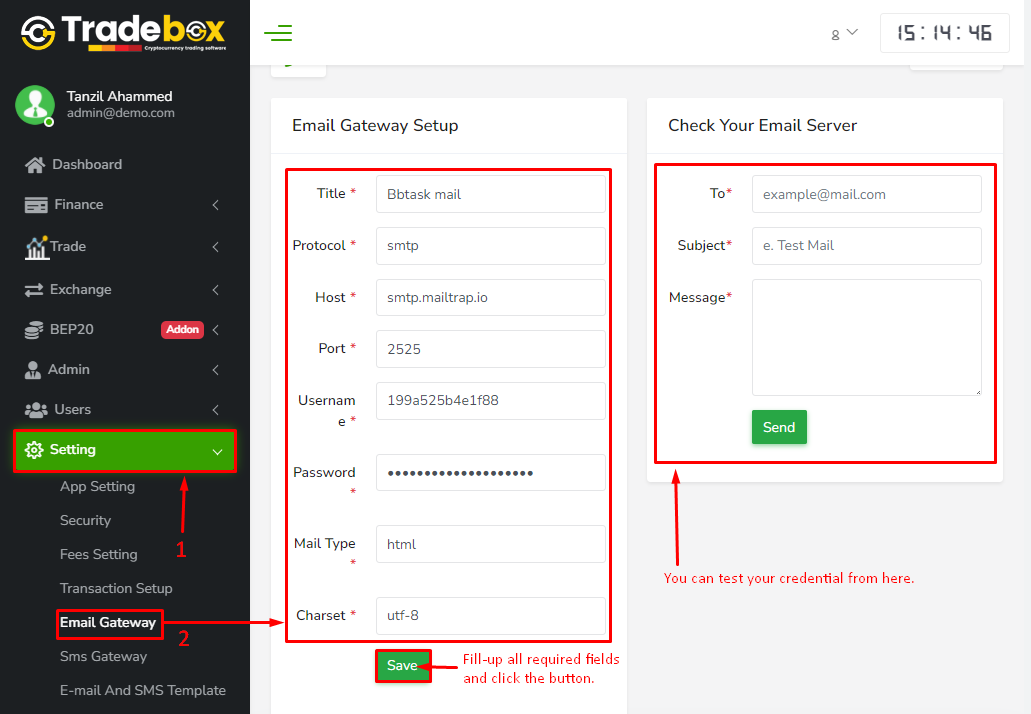 Tradebox
Cryptocurrency trading software
15:14:46
Tanzil Ahammed
admin@demo.com
Dashboard
Finance
Trade
Exchange
BEP20 Addon
Admin
Users
Setting
App Setting
1
Security
Fees Setting
Transaction Setup
Email Gateway
2
Sms Gateway
E-mail And SMS Template
Email Gateway Setup
Title * Bbtask mail
Protocol * smtp
Host * smtp.mailtrap.io
Port * 2525
Usernam
e * 199a525b4e1f88
Password
* ••••••••••••••••••••
Mail Type
* html
Charset * utf-8
Save
Fill-up all required fields
and click the button.
Check Your Email Server
To* example@mail.com
Subject* e. Test Mail
Message*
Send
You can test your credential from here.